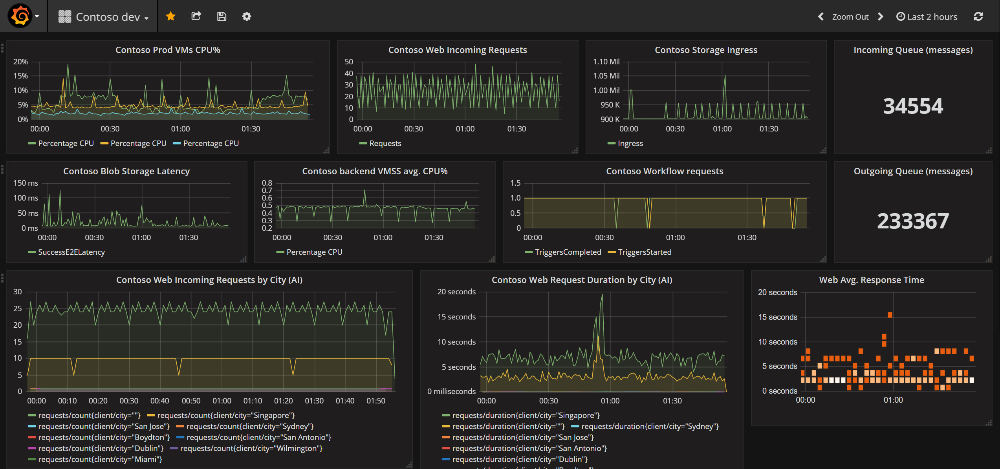 Contoso dev
Zoom Out
Last 2 hours
Contoso Prod VMs CPU%
20%
15%
10%
5%
0%
00:00 00:30 01:00 01:30
Percentage CPU Percentage CPU Percentage CPU
Contoso Web Incoming Requests
50
40
30
20
10
0
00:00 00:30 01:00 01:30
Requests
Contoso Storage Ingress
1.10 Mil
1.05 Mil
1.00 Mil
950 K
900 K
00:00 00:30 01:00 01:30
Ingress
Incoming Queue (messages)
34554
Contoso Blob Storage Latency
150 ms
100 ms
50 ms
0 ms
00:00 00:30 01:00 01:30
SuccessE2ELatency
Contoso backend VMSS avg. CPU%
0.8
0.7
0.6
0.5
0.4
0.3
0.2
00:00 00:30 01:00 01:30
Percentage CPU
Contoso Workflow requests
1.5
1.0
0.5
0
00:00 00:30 01:00 01:30
TriggersCompleted TriggersStarted
Outgoing Queue (messages)
233367
Contoso Web Incoming Requests by City (AI)
30
25
20
15
10
5
0
00:00 00:10 00:20 00:30 00:40 00:50 01:00 01:10 01:20 01:30 01:40 01:50
requests/count{client/city=""} requests/count{client/city="Singapore"}
requests/count{client/city="San Jose"} requests/count{client/city="Sydney"}
requests/count{client/city="Boydton"} requests/count{client/city="San Antonio"}
requests/count{client/city="Dublin"} requests/count{client/city="Wilmington"}
requests/count{client/city="Miami"}
Contoso Web Request Duration by City (AI)
20 seconds
15 seconds
10 seconds
5 seconds
0 milliseconds
00:00 00:30 01:00 01:30
requests/duration{client/city="Singapore"}
requests/duration{client/city=""} requests/duration{client/city="Sydney"}
requests/duration{client/city="San Jose"}
requests/duration{client/city="San Antonio"}
requests/duration{client/city="Dublin"}
Web Avg. Response Time
20 seconds
15 seconds
10 seconds
5 seconds
0 seconds
00:00 01:00